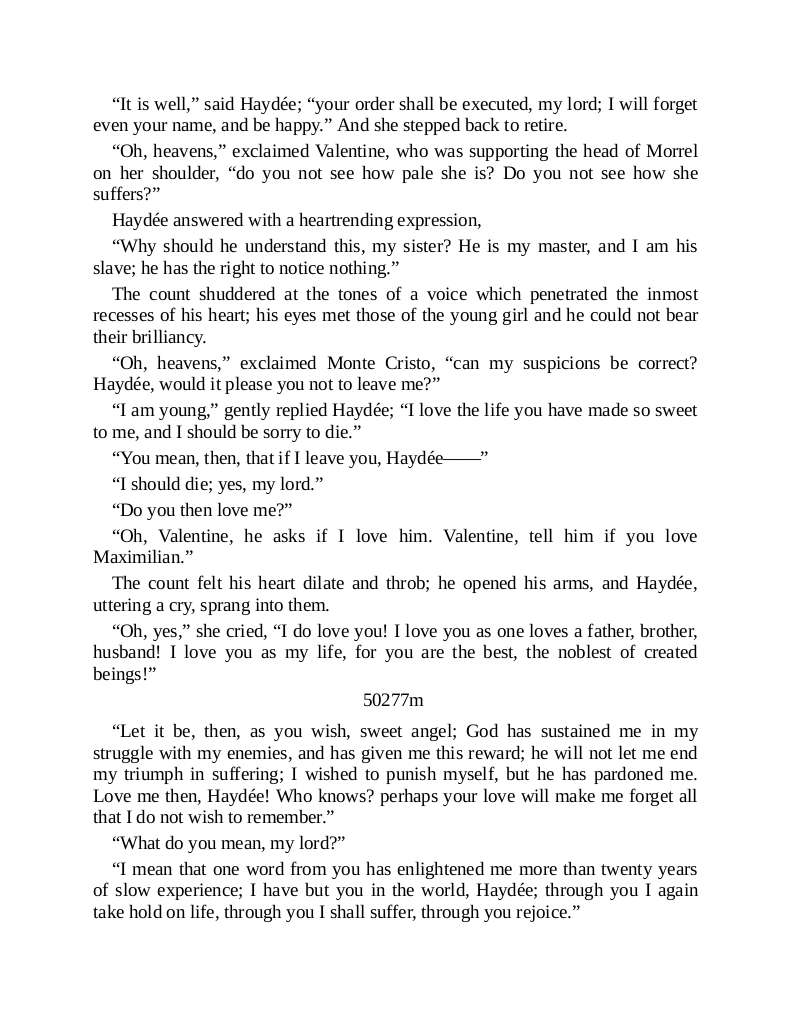 “It is well,” said Haydée; “your order shall be executed, my lord; I will forget
even your name, and be happy.” And she stepped back to retire.
“Oh, heavens,” exclaimed Valentine, who was supporting the head of Morrel
on her shoulder, “do you not see how pale she is? Do you not see how she
suffers?”
Haydée answered with a heartrending expression,
“Why should he understand this, my sister? He is my master, and I am his
slave; he has the right to notice nothing.”
The count shuddered at the tones of a voice which penetrated the inmost
recesses of his heart; his eyes met those of the young girl and he could not bear
their brilliancy.
“Oh, heavens,” exclaimed Monte Cristo, “can my suspicions be correct?
Haydée, would it please you not to leave me?”
“I am young,” gently replied Haydée; “I love the life you have made so sweet
to me, and I should be sorry to die.”
“You mean, then, that if I leave you, Haydée——”
“I should die; yes, my lord.”
“Do you then love me?”
“Oh, Valentine, he asks if I love him. Valentine, tell him if you love
Maximilian.”
The count felt his heart dilate and throb; he opened his arms, and Haydée,
uttering a cry, sprang into them.
“Oh, yes,” she cried, “I do love you! I love you as one loves a father, brother,
husband! I love you as my life, for you are the best, the noblest of created
beings!”
50277m
“Let it be, then, as you wish, sweet angel; God has sustained me in my
struggle with my enemies, and has given me this reward; he will not let me end
my triumph in suffering; I wished to punish myself, but he has pardoned me.
Love me then, Haydée! Who knows? perhaps your love will make me forget all
that I do not wish to remember.”
“What do you mean, my lord?”
“I mean that one word from you has enlightened me more than twenty years
of slow experience; I have but you in the world, Haydée; through you I again
take hold on life, through you I shall suffer, through you rejoice.”